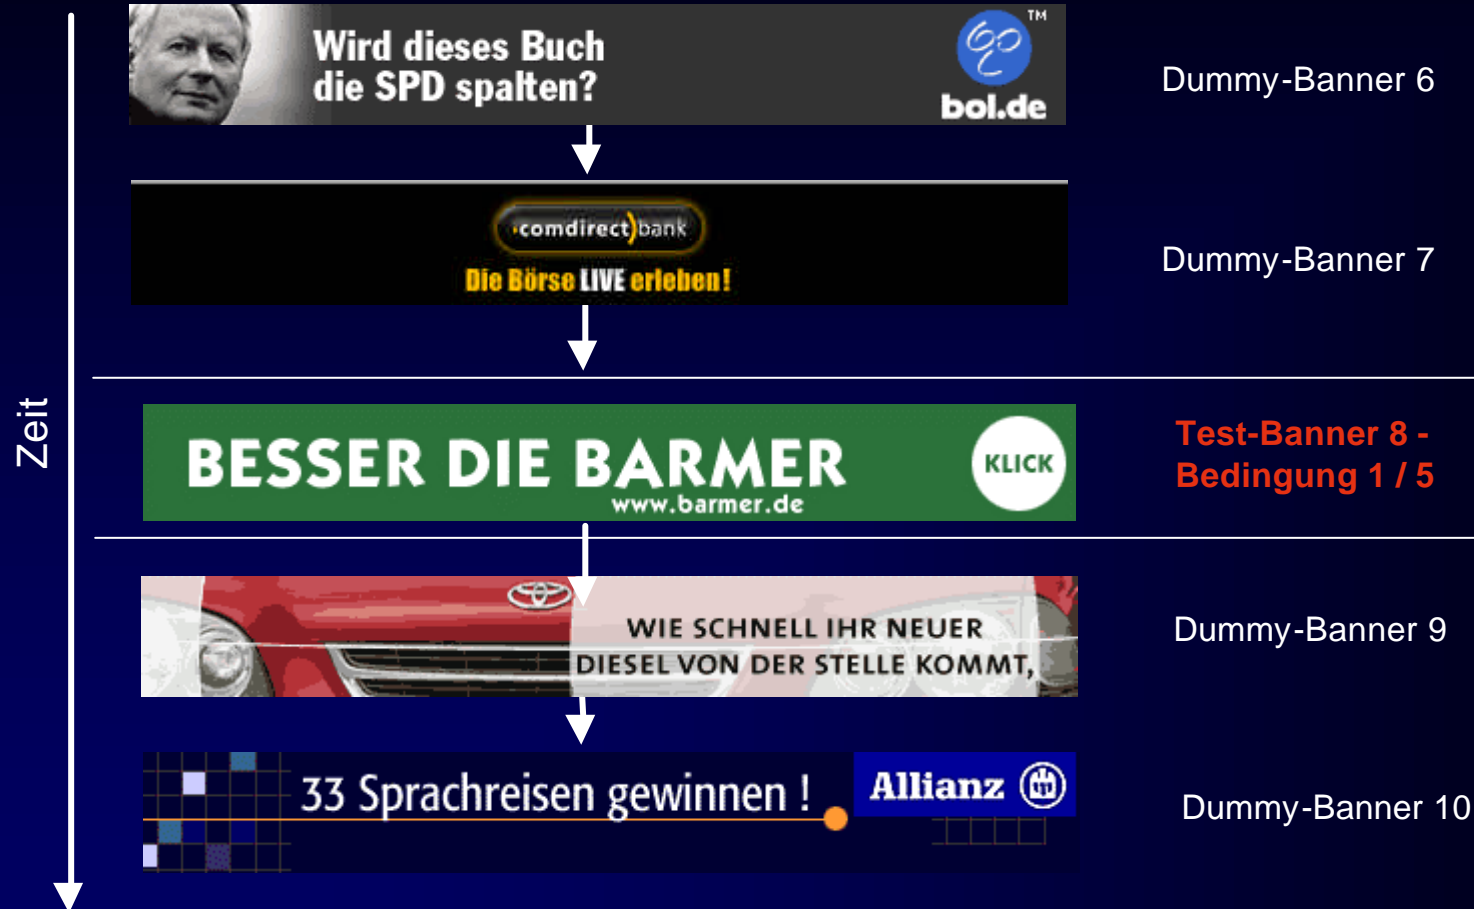 Wird dieses Buch
die SPD spalten?
TM
bol.de
Dummy-Banner 6
comdirect)bank
Die Börse LIVE erleben!
Dummy-Banner 7
Zeit
BESSER DIE BARMER
www.barmer.de
KLICK
Test-Banner 8 -
Bedingung 1 / 5
WIE SCHNELL IHR NEUER
DIESEL VON DER STELLE KOMMT,
Dummy-Banner 9
33 Sprachreisen gewinnen !
Allianz
Dummy-Banner 10